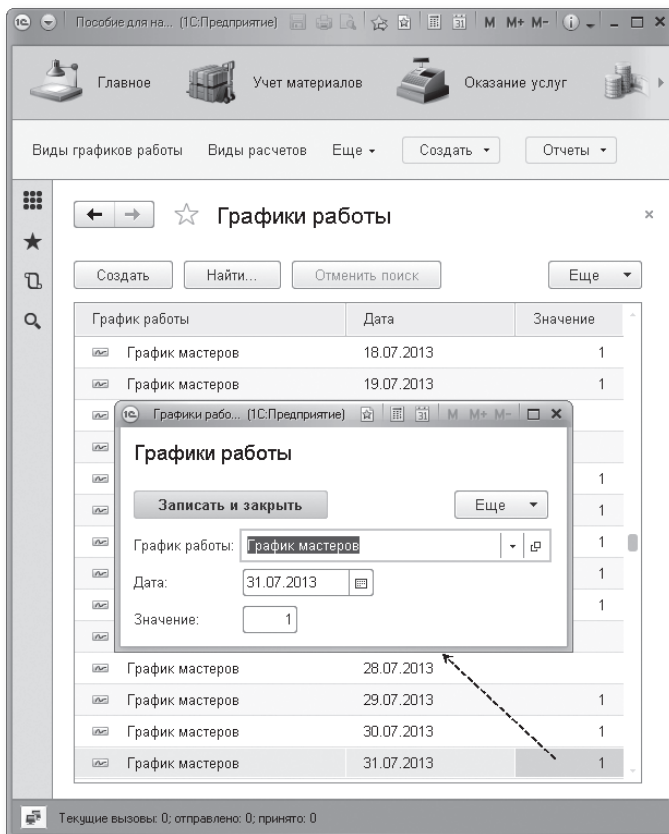 1С Пособие для на... (1С:Предприятие) 31 M M+ M-
Главное Учет материалов Оказание услуг
Виды графиков работы Виды расчетов Еще Создать Отчеты
Графики работы
Создать Найти... Отменить поиск Еще
График работы Дата Значение
График мастеров 18.07.2013 1
График мастеров 19.07.2013 1
1С Графики рабо... (1С:Предприятие) 31 M M+ M-
Графики работы
1
Записать и закрыть Еще 1
График работы: График мастеров 1
Дата: 31.07.2013 1
Значение: 1 1
График мастеров 28.07.2013
График мастеров 29.07.2013 1
График мастеров 30.07.2013 1
График мастеров 31.07.2013 1
Текущие вызовы: 0; отправлено: 0; принято: 0